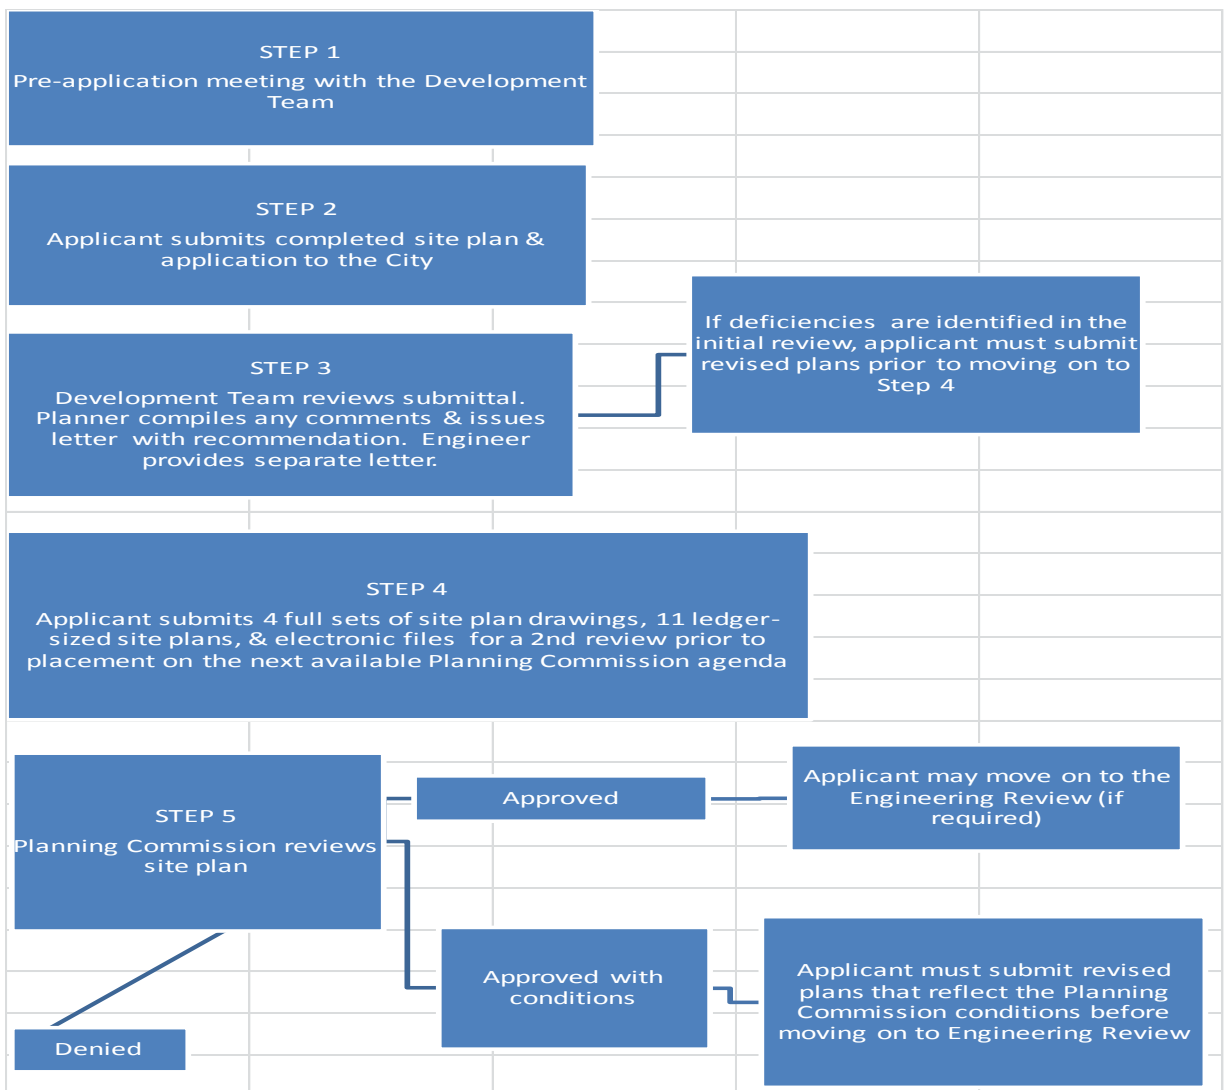 STEP 1
Pre-application meeting with the Development
Team
STEP 2
Applicant submits completed site plan &
application to the City
STEP 3
Development Team reviews submittal.
Planner compiles any comments & issues
letter with recommendation. Engineer
provides separate letter.
If deficiencies are identified in the
initial review, applicant must submit
revised plans prior to moving on to
Step 4
STEP 4
Applicant submits 4 full sets of site plan drawings, 11 ledger-
sized site plans, & electronic files for a 2nd review prior to
placement on the next available Planning Commission agenda
STEP 5
Planning Commission reviews
site plan
Approved
Applicant may move on to the
Engineering Review (if
required)
Approved with
conditions
Applicant must submit revised
plans that reflect the Planning
Commission conditions before
moving on to Engineering Review
Denied